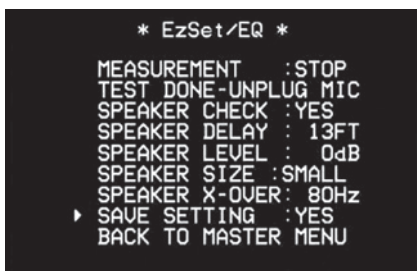 * EzSet/EQ *
MEASUREMENT :STOP
TEST DONE-UNPLUG MIC
SPEAKER CHECK :YES
SPEAKER DELAY : 13FT
SPEAKER LEVEL : 0dB
SPEAKER SIZE :SMALL
SPEAKER X-OVER: 80Hz
SAVE SETTING :YES
BACK TO MASTER MENU